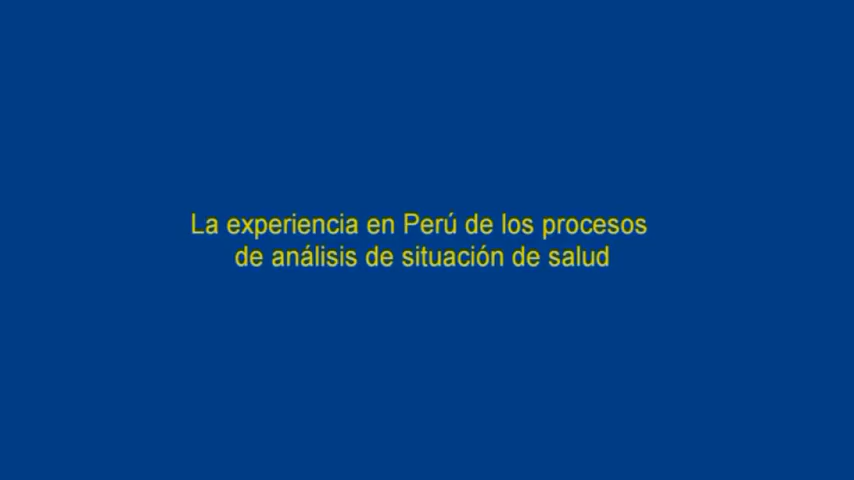 La experiencia en Perú de los procesos
de análisis de situación de salud